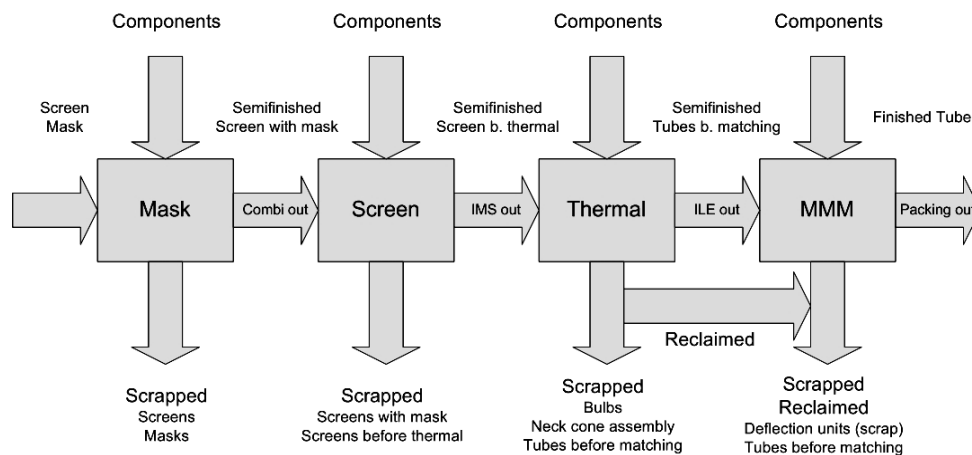 Components
Components
Components
Components
Screen
Mask
Semifinished
Screen with mask
Semifinished
Screen b. thermal
Semifinished
Tubes b. matching
Finished Tube
Mask
Combi out
Screen
IMS out
Thermal
ILE out
MMM
Packing out
Reclaimed
Scrapped
Screens
Masks
Scrapped
Screens with mask
Screens before thermal
Scrapped
Bulbs
Neck cone assembly
Tubes before matching
Scrapped
Reclaimed
Deflection units (scrap)
Tubes before matching